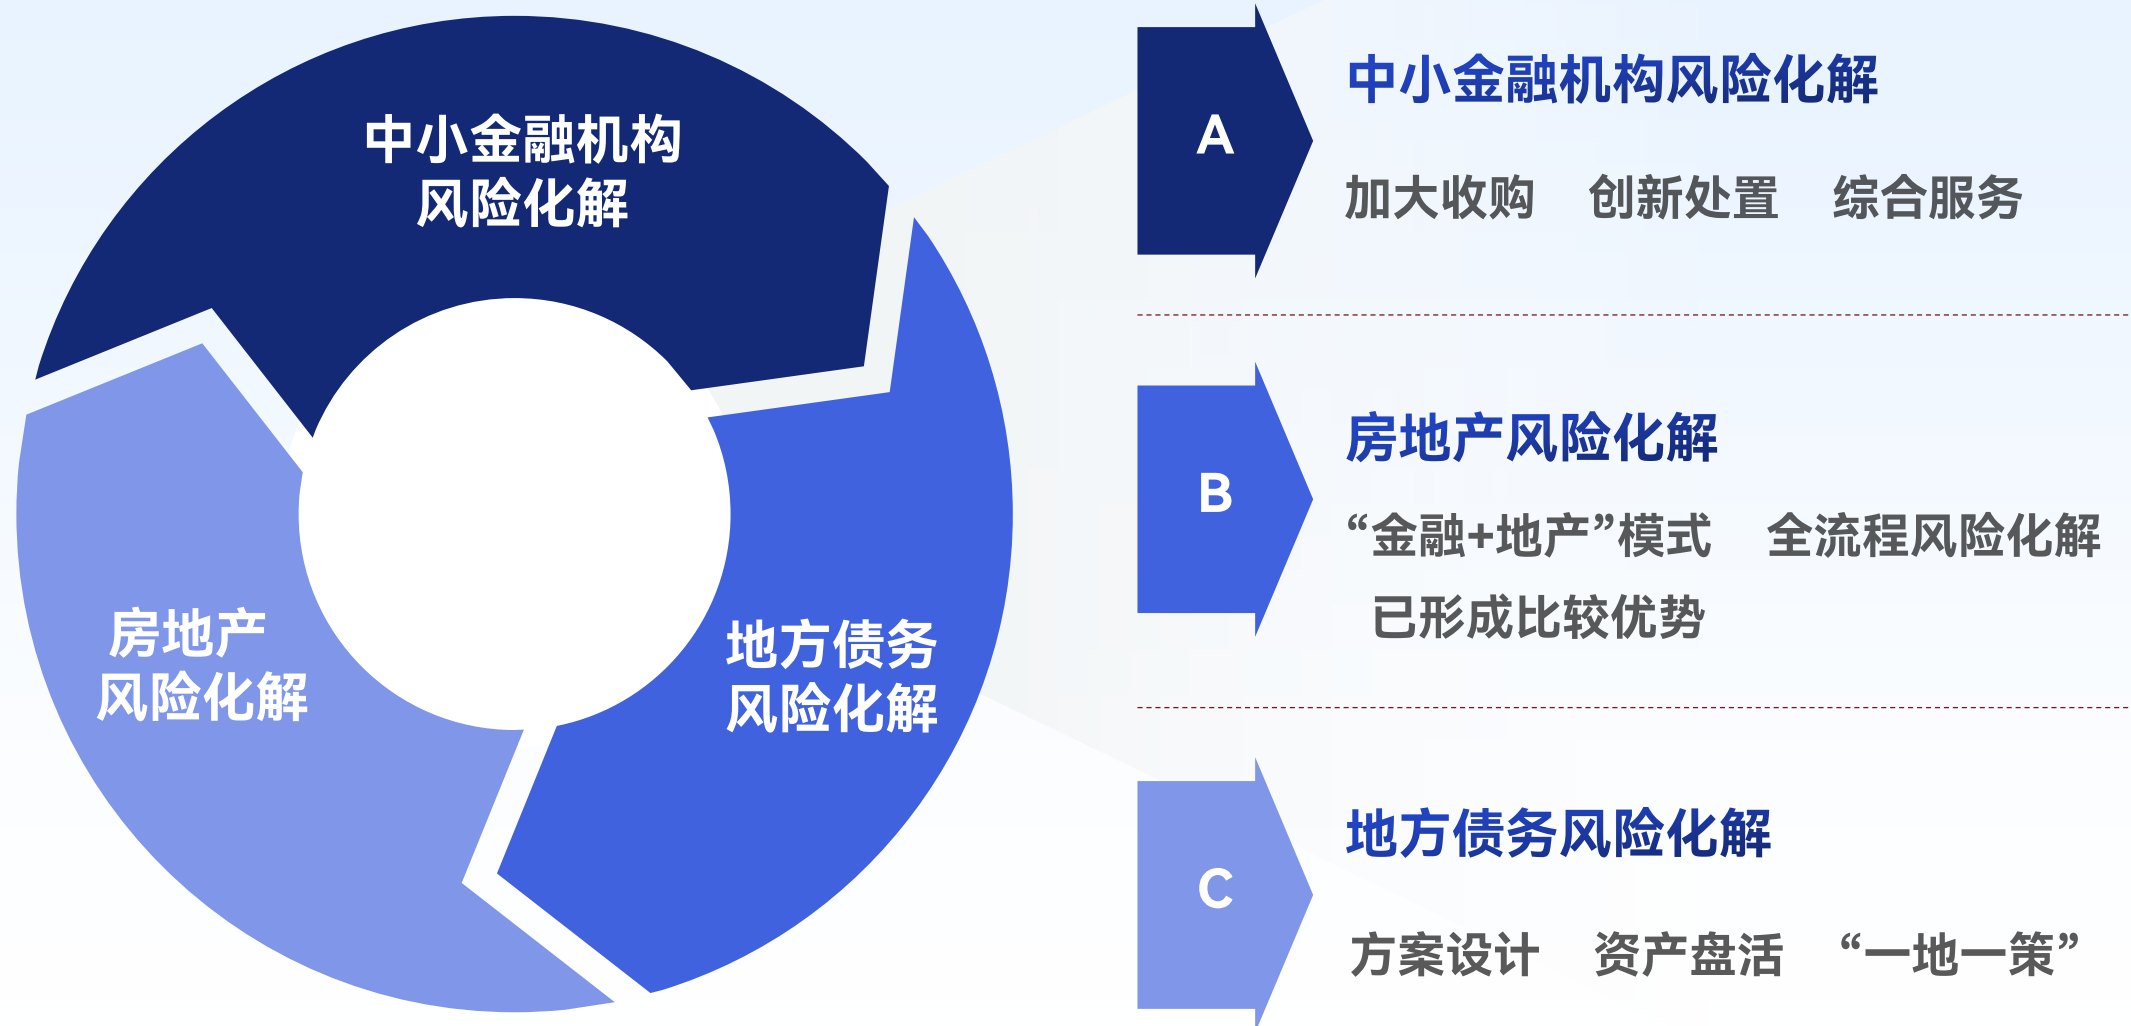 中小金融机构
风险化解
房地产
风险化解
地方债务
风险化解
A
中小金融机构风险化解
加大收购 创新处置 综合服务
B
房地产风险化解
“金融+地产”模式 全流程风险化解
已形成比较优势
C
地方债务风险化解
方案设计 资产盘活 “一地一策”